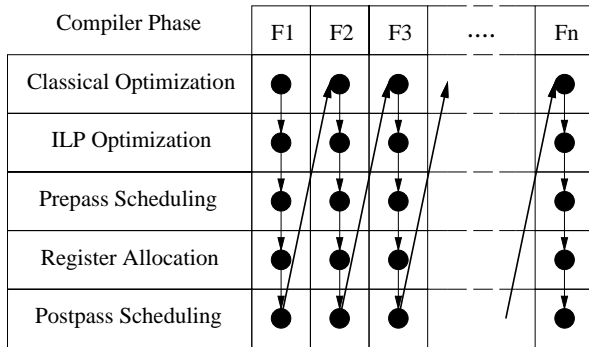 Compiler Phase F1 F2 F3 .... Fn
Classical Optimization
ILP Optimization
Prepass Scheduling
Register Allocation
Postpass Scheduling